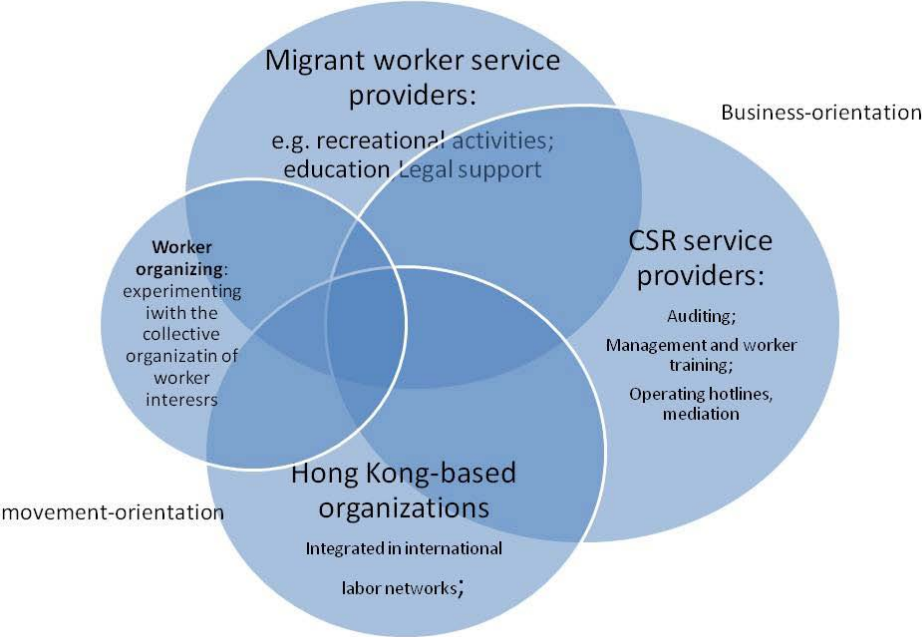 Migrant worker service
providers:
e.g. recreational activities;
education Legal support
Business-orientation
CSR service
providers:
Auditing;
Management and worker
training;
Operating hotlines,
mediation
Worker
organizing:
experimenting
iwith the
collective
organizatin of
worker
interesrs
Hong Kong-based
organizations
Integrated in international
labor networks;
movement-orientation